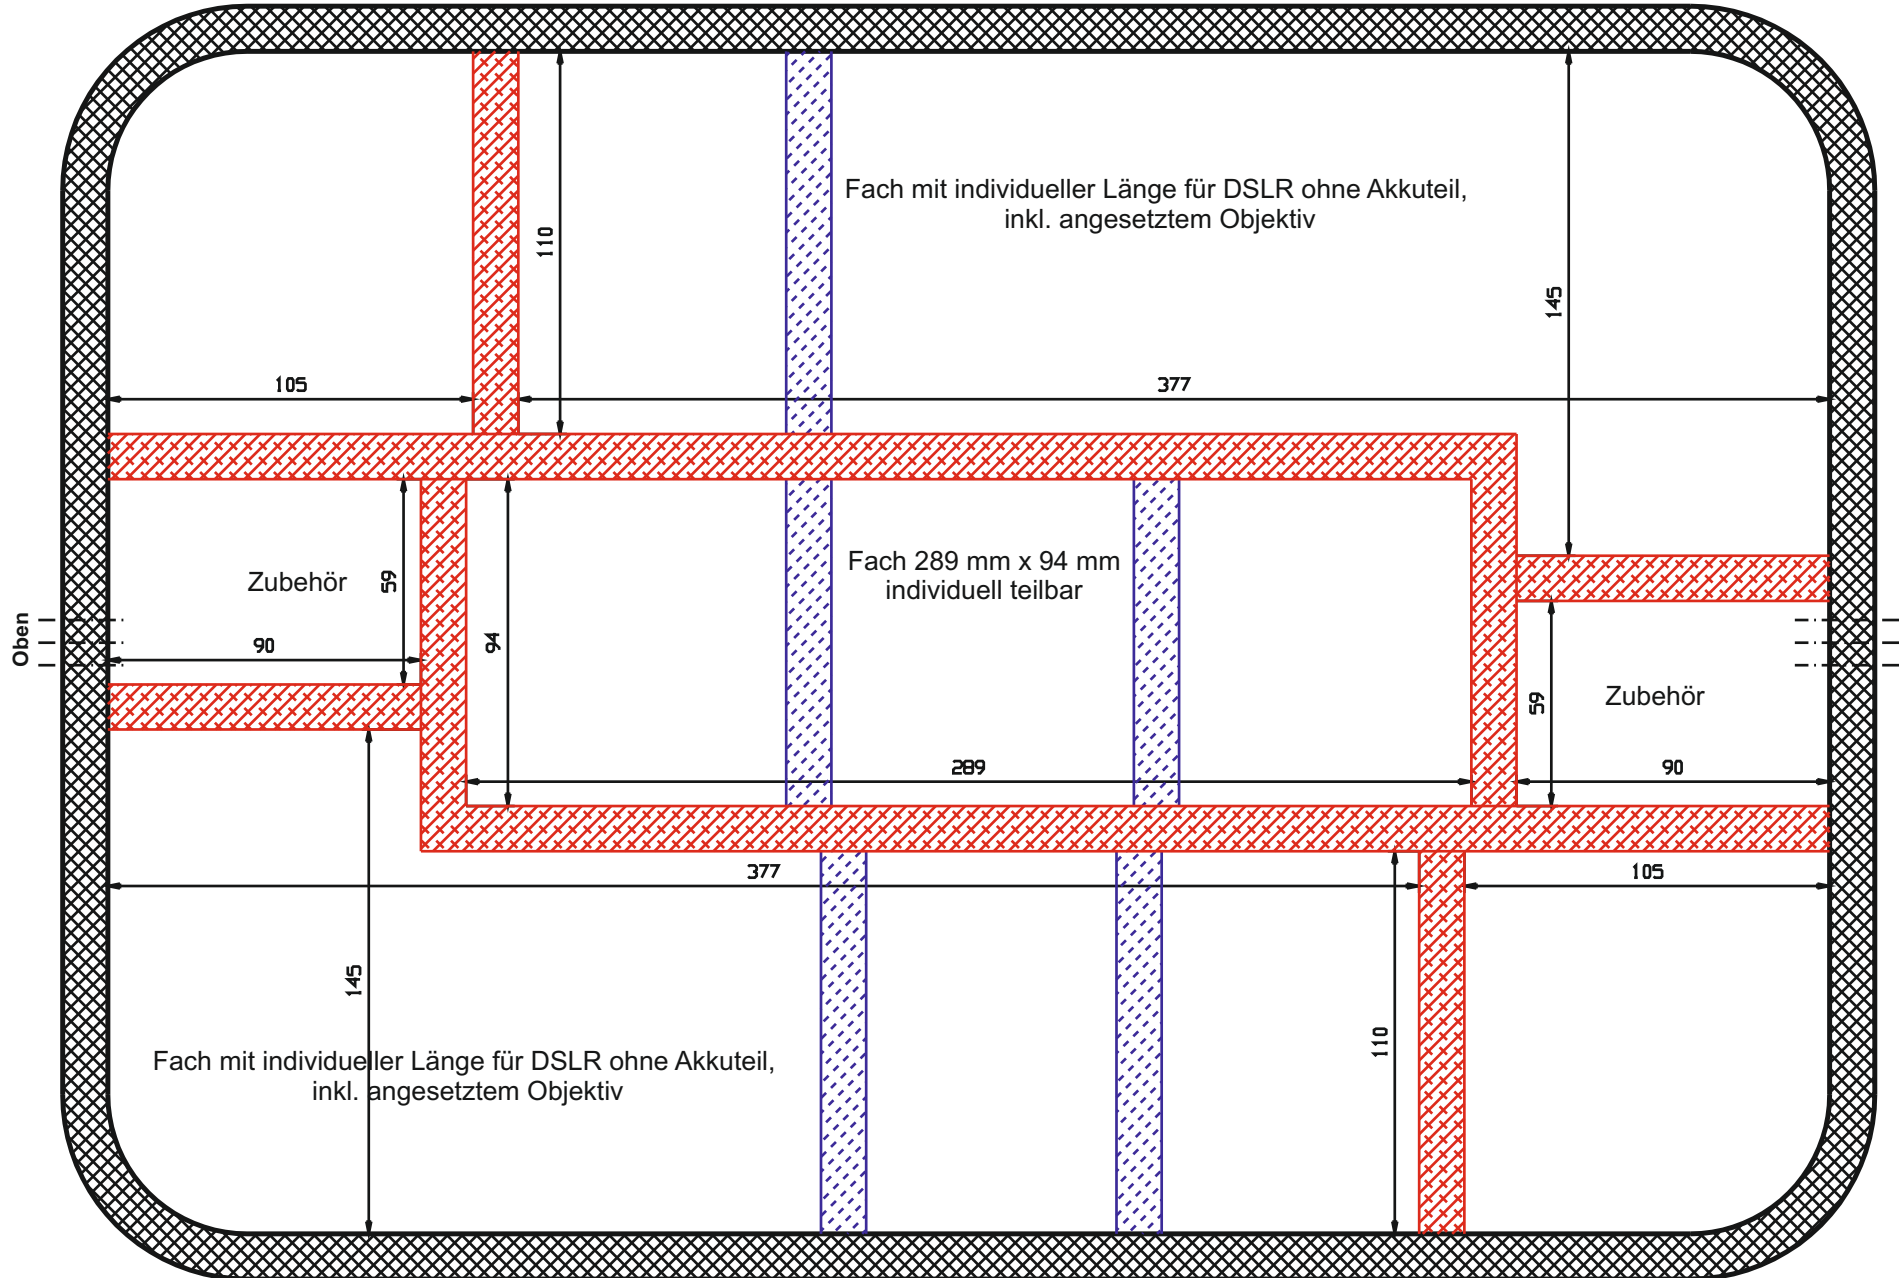 Fach mit individueller Länge für DSLR ohne Akkuteil,
inkl. angesetztem Objektiv
110
145
105
377
Zubehör
59
Fach 289 mm x 94 mm
individuell teilbar
Oben
90
94
59
Zubehör
289
90
377
105
145
110
Fach mit individueller Länge für DSLR ohne Akkuteil,
inkl. angesetztem Objektiv